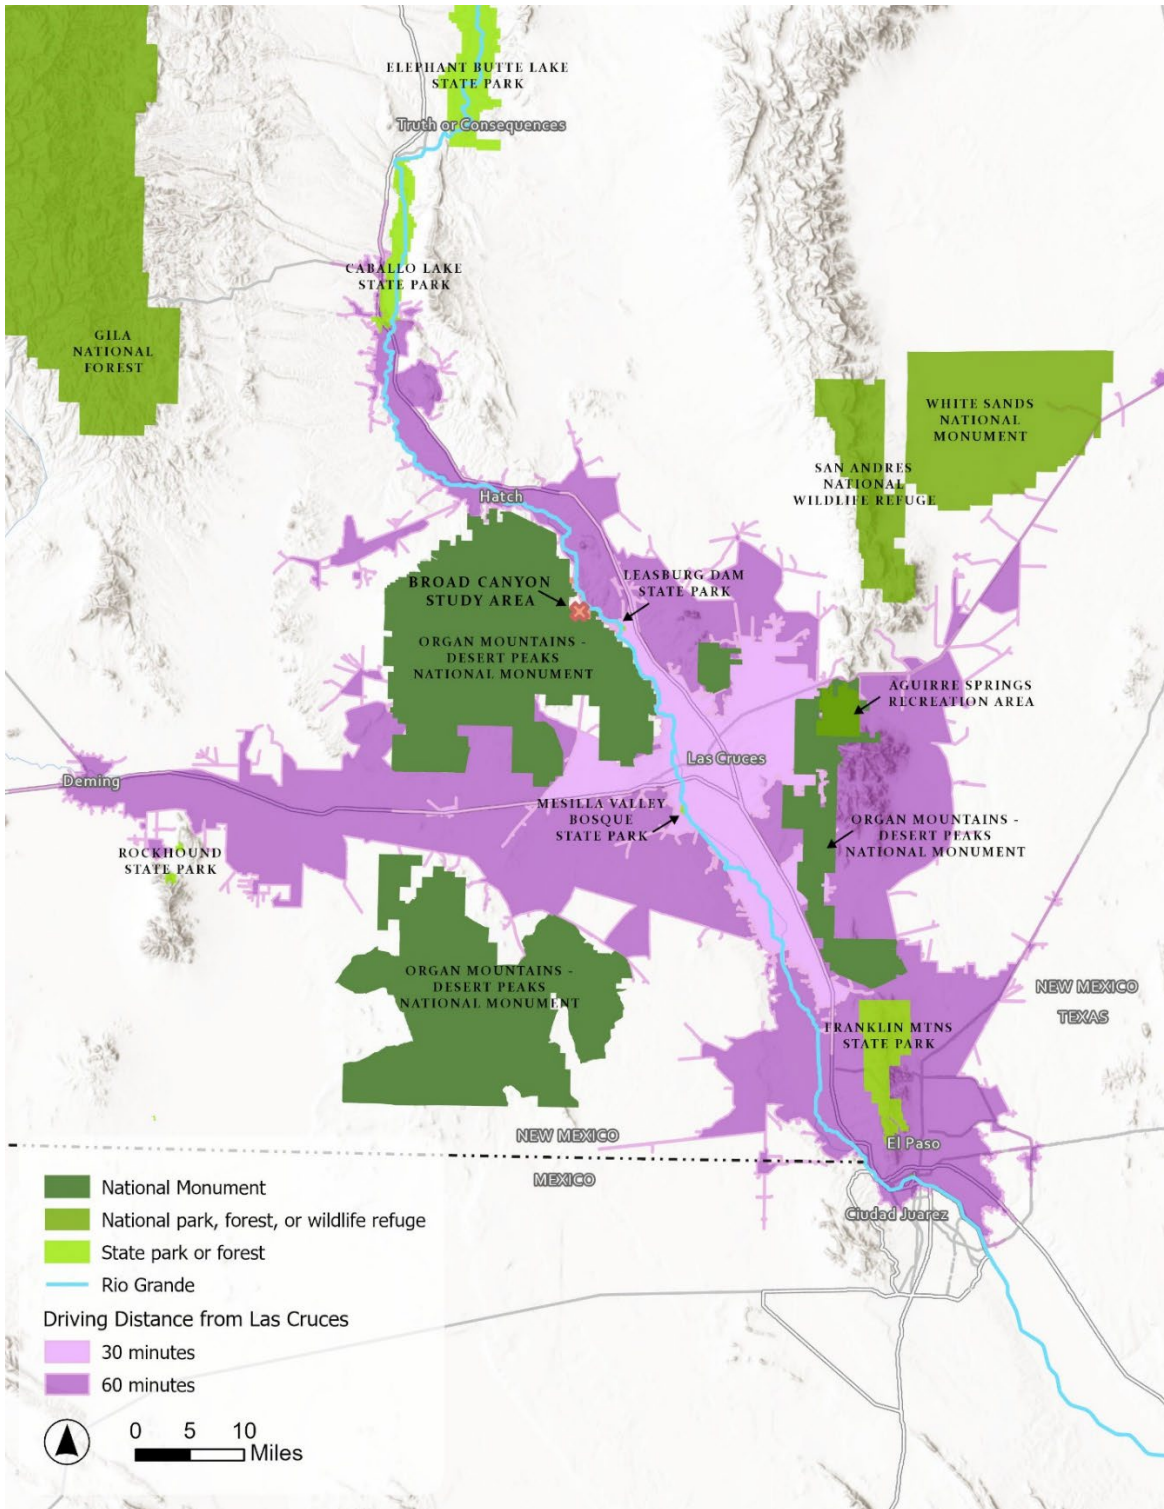 ELEPHANT BUTTE LAKE
STATE PARK
Truth or Consequences
CABALLO LAKE
STATE PARK
GILA
NATIONAL
FOREST
WHITE SANDS
NATIONAL
MONUMENT
SAN ANDRES
NATIONAL
WILDLIFE REFUGE
Hatch
BROAD CANYON
STUDY AREA
LEASBURG DAM
STATE PARK
ORGAN MOUNTAINS -
DESERT PEAKS
NATIONAL MONUMENT
AGUIRRE SPRINGS
RECREATION AREA
Las Cruces
Deming
MESILLA VALLEY
BOSQUE
STATE PARK
ORGAN MOUNTAINS -
DESERT PEAKS
NATIONAL MONUMENT
ROCKHOUND
STATE PARK
ORGAN MOUNTAINS -
DESERT PEAKS
NATIONAL MONUMENT
NEW MEXICO
TEXAS
FRANKLIN MTNS
STATE PARK
NEW MEXICO
MEXICO
El Paso
Ciudad Juarez
National Monument
National park, forest, or wildlife refuge
State park or forest
Rio Grande
Driving Distance from Las Cruces
30 minutes
60 minutes
0 5 10
Miles